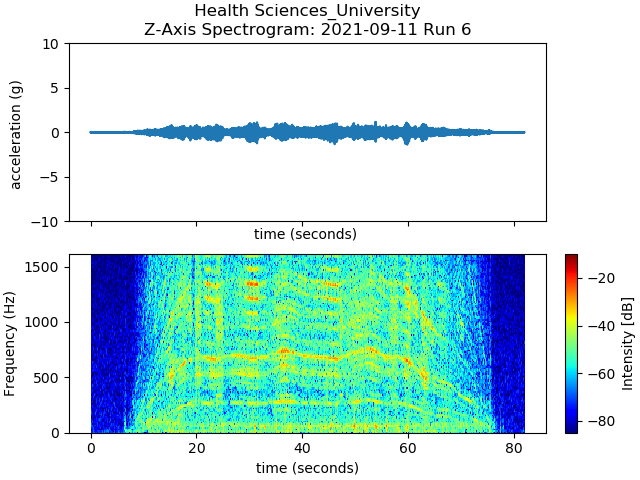 Health Sciences_University
Z-Axis Spectrogram: 2021-09-11 Run 6
10
5
0
−5
−10
acceleration (g)
time (seconds)
1500
1000
500
0
Frequency (Hz)
0 20 40 60 80
time (seconds)
−20
−40
−60
−80
Intensity [dB]